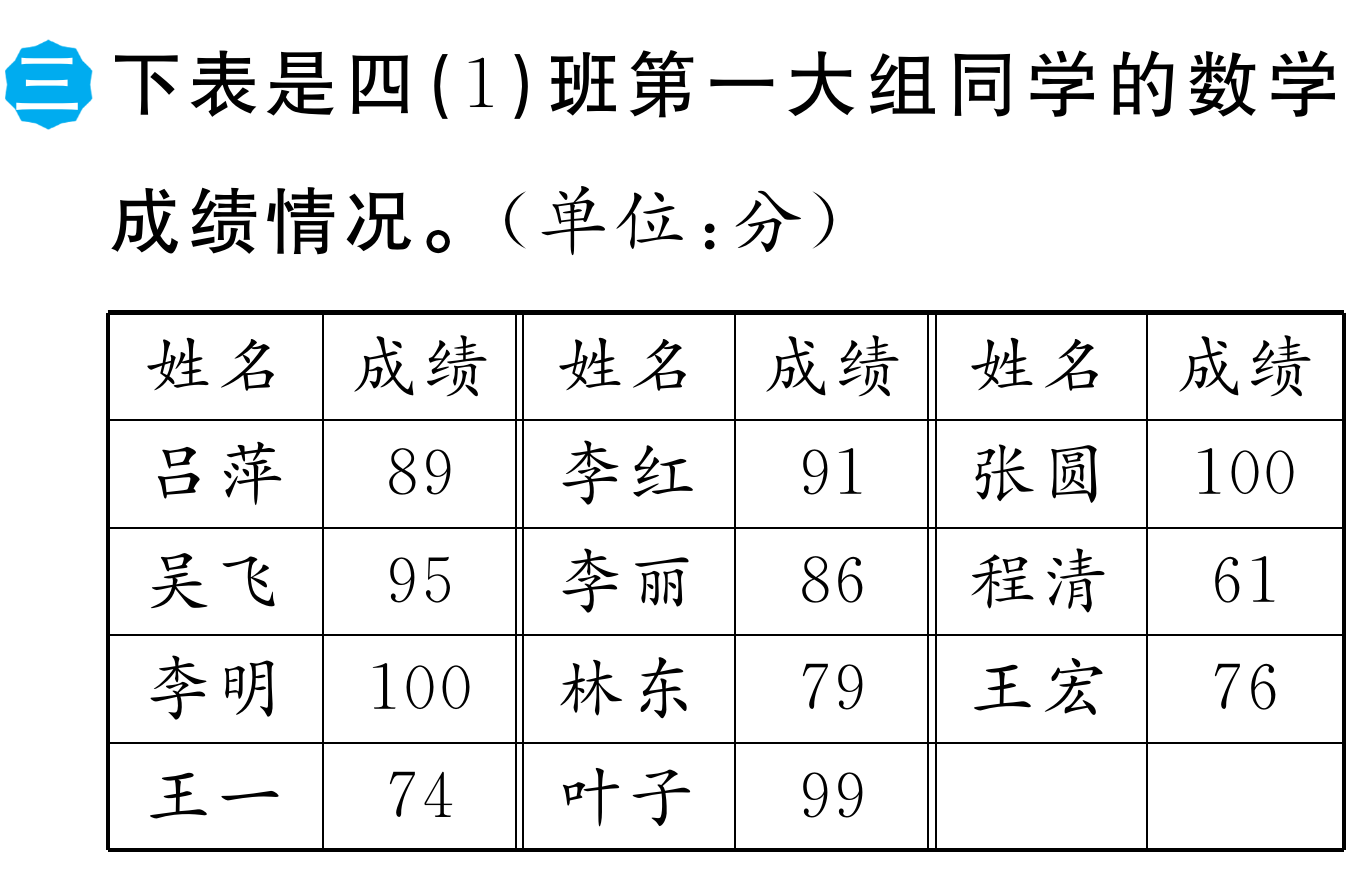 三 下表是四(1)班第一大组同学的数学
成绩情况。(单位:分)
姓名 成绩 姓名 成绩 姓名 成绩
吕萍 89 李红 91 张圆 100
吴飞 95 李丽 86 程清 61
李明 100 林东 79 王宏 76
王一 74 叶子 99